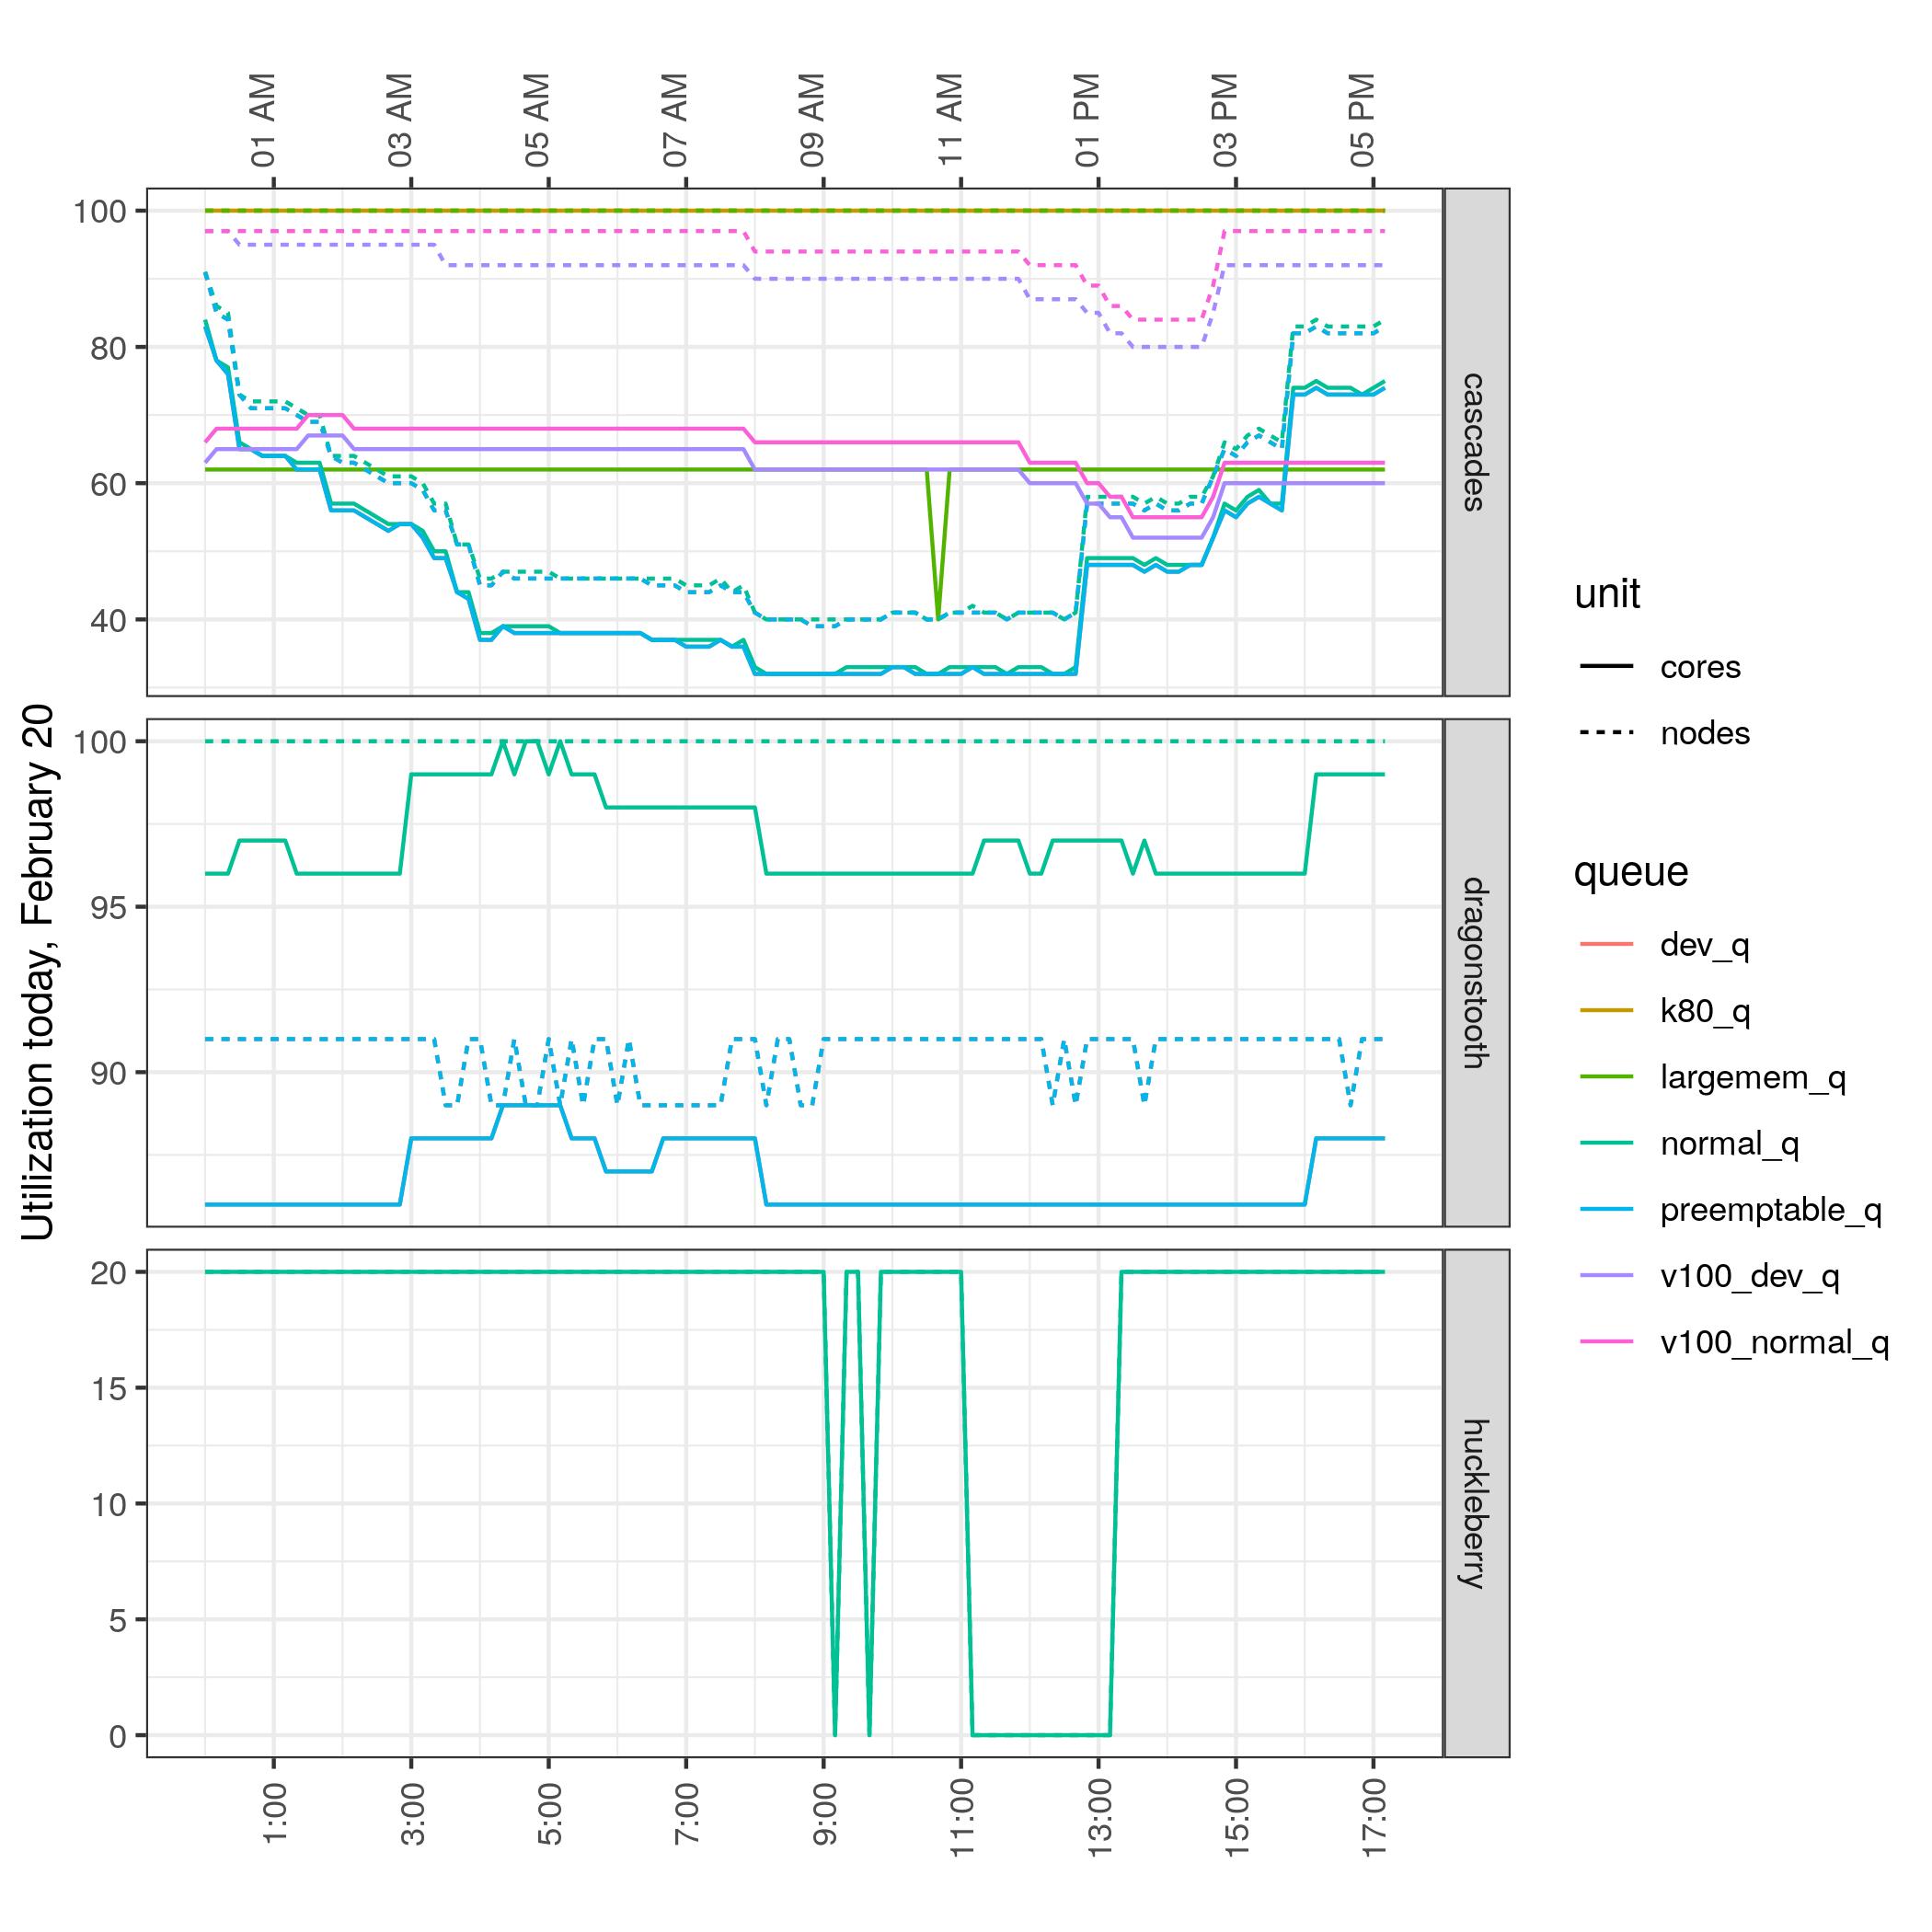 01 AM
03 AM
05 AM
07 AM
09 AM
11 AM
01 PM
03 PM
05 PM
100
80
60
40
cascades
100
95
90
dragonstooth
20
15
10
5
0
huckleberry
1:00
3:00
5:00
7:00
9:00
11:00
13:00
15:00
17:00
Utilization today, February 20
unit
cores
nodes
queue
dev_q
k80_q
largemem_q
normal_q
preemptable_q
v100_dev_q
v100_normal_q